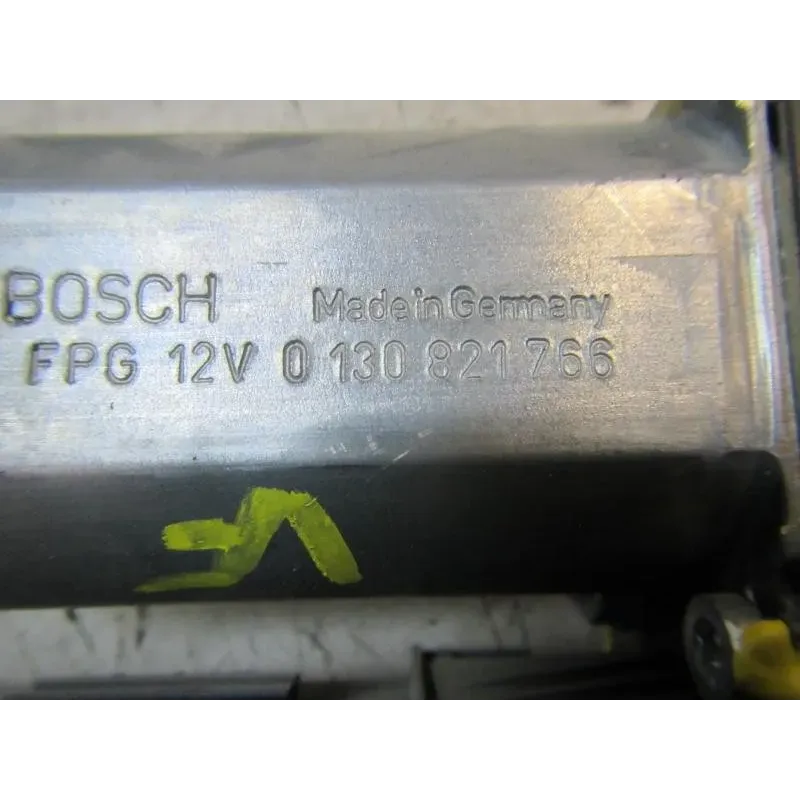 BOSCH Made in Germany
FPG 12V 0 130 821 766